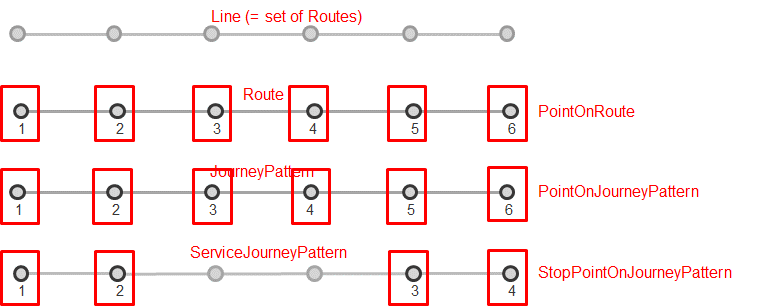 Line (= set of Routes)
Route
1 2 3 4 5 6 PointOnRoute
JourneyPattern
1 2 3 4 5 6 PointOnJourneyPattern
ServiceJourneyPattern
1 2 3 4 StopPointOnJourneyPattern